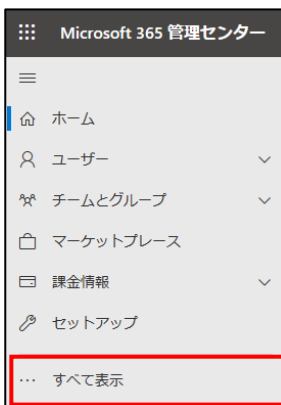 Microsoft 365 管理センター
ホーム
ユーザー
チームとグループ
マーケットプレース
課金情報
セットアップ
すべて表示